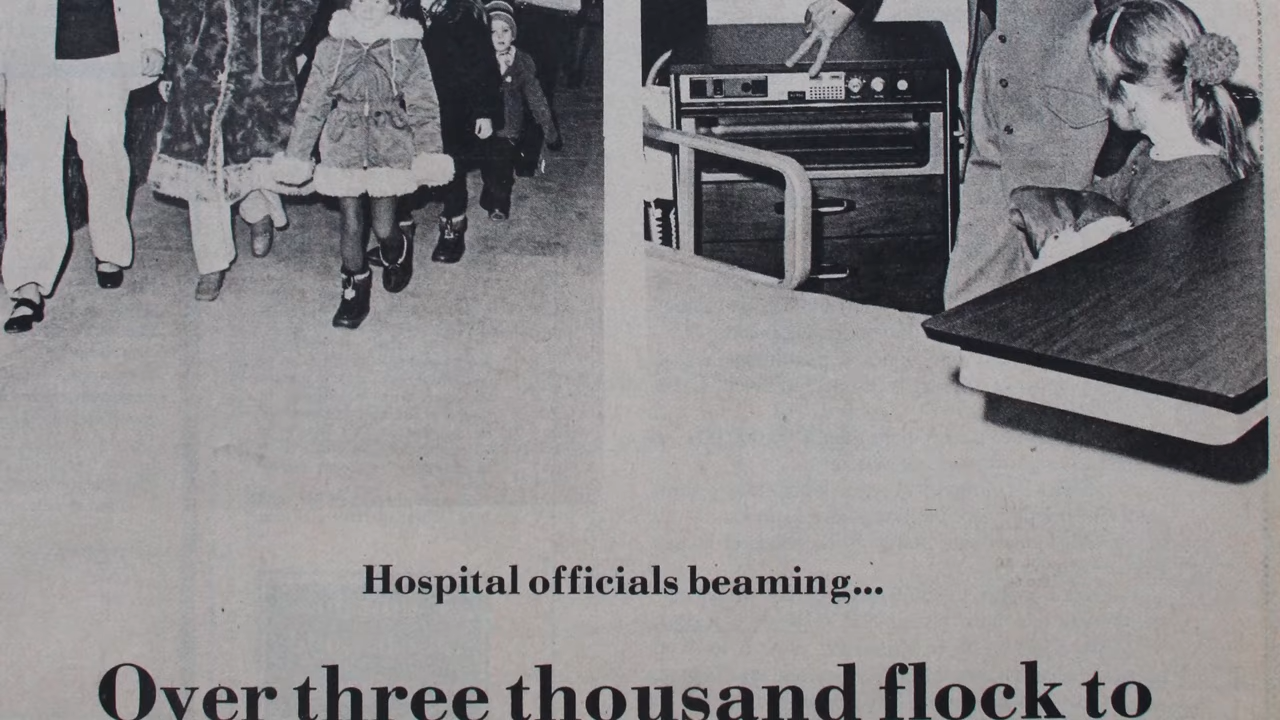 Hospital officials beaming...
Over three thousand flock to